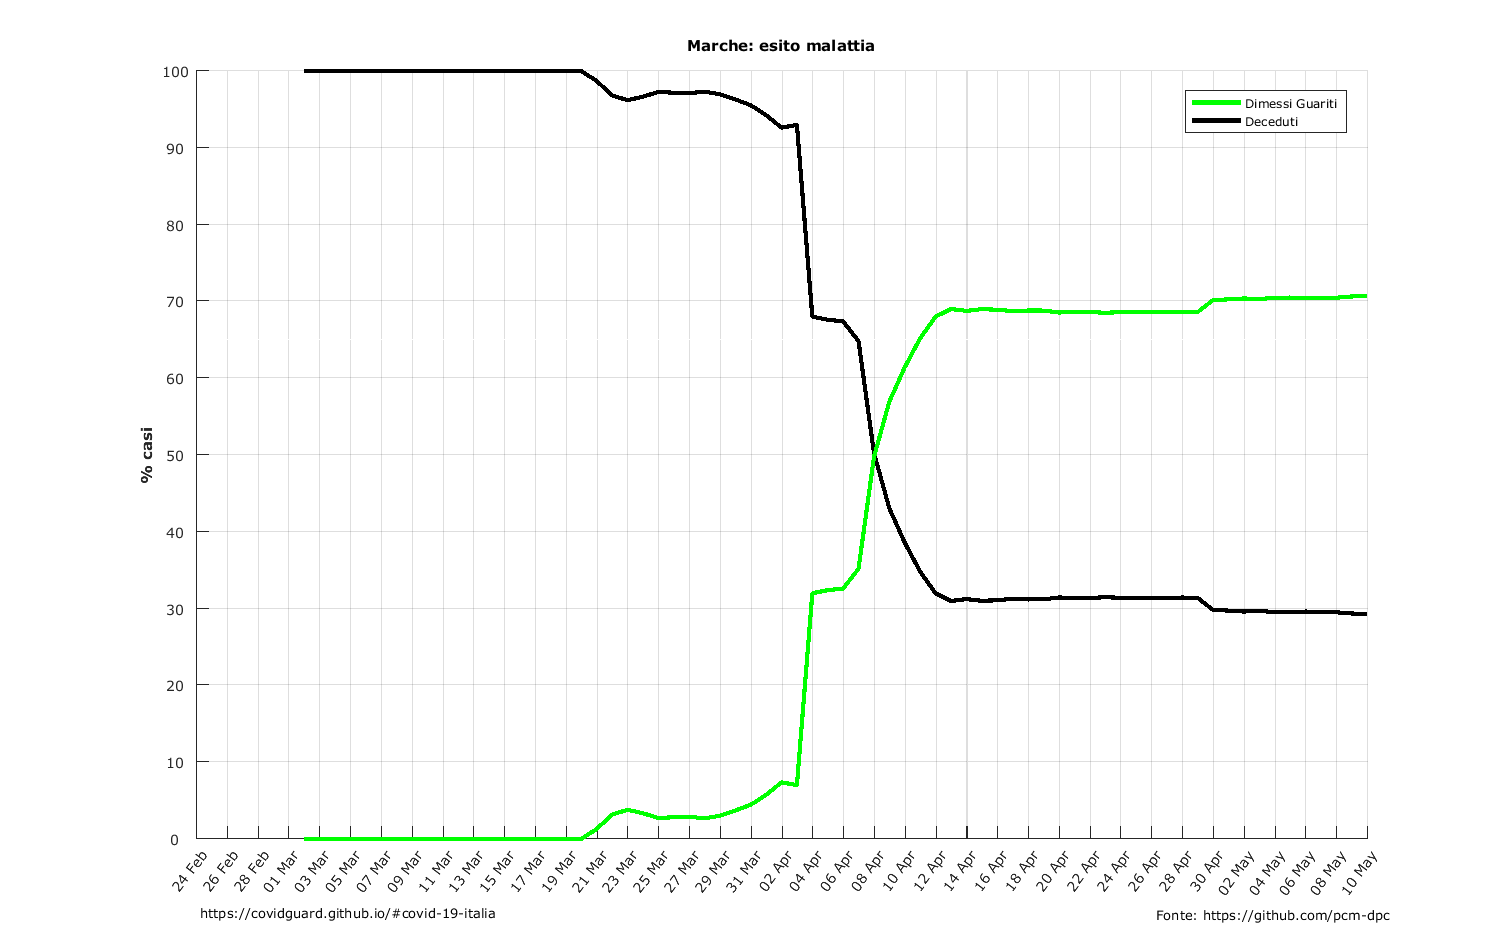 Marche: esito malattia
100
90
80
70
60
50
40
30
20
10
0
% casi
Dimessi Guariti
Deceduti
24 Feb
26 Feb
28 Feb
01 Mar
03 Mar
05 Mar
07 Mar
09 Mar
11 Mar
13 Mar
15 Mar
17 Mar
19 Mar
21 Mar
23 Mar
25 Mar
27 Mar
29 Mar
31 Mar
02 Apr
04 Apr
06 Apr
08 Apr
10 Apr
12 Apr
14 Apr
16 Apr
18 Apr
20 Apr
22 Apr
24 Apr
26 Apr
28 Apr
30 Apr
02 May
04 May
06 May
08 May
10 May
https://covidguard.github.io/#covid-19-italia
Fonte: https://github.com/pcm-dpc